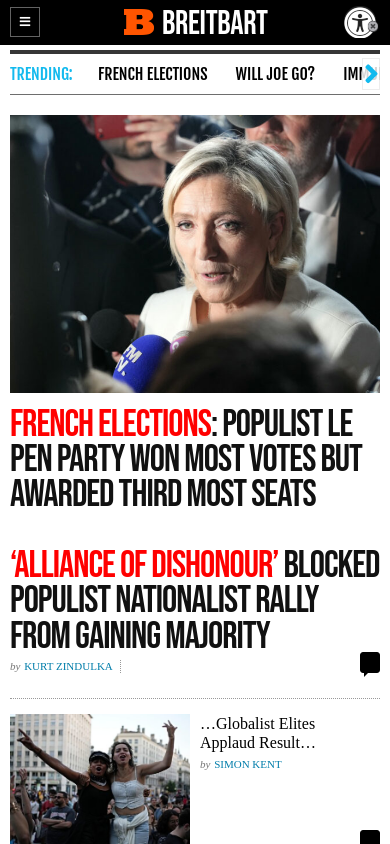 BREITBART
TRENDING: FRENCH ELECTIONS WILL JOE GO?
FRENCH ELECTIONS: POPULIST LE
PEN PARTY WON MOST VOTES BUT
AWARDED THIRD MOST SEATS
‘ALLIANCE OF DISHONOUR’ BLOCKED
POPULIST NATIONALIST RALLY
FROM GAINING MAJORITY
by KURT ZINDULKA
…Globalist Elites
Applaud Result…
by SIMON KENT